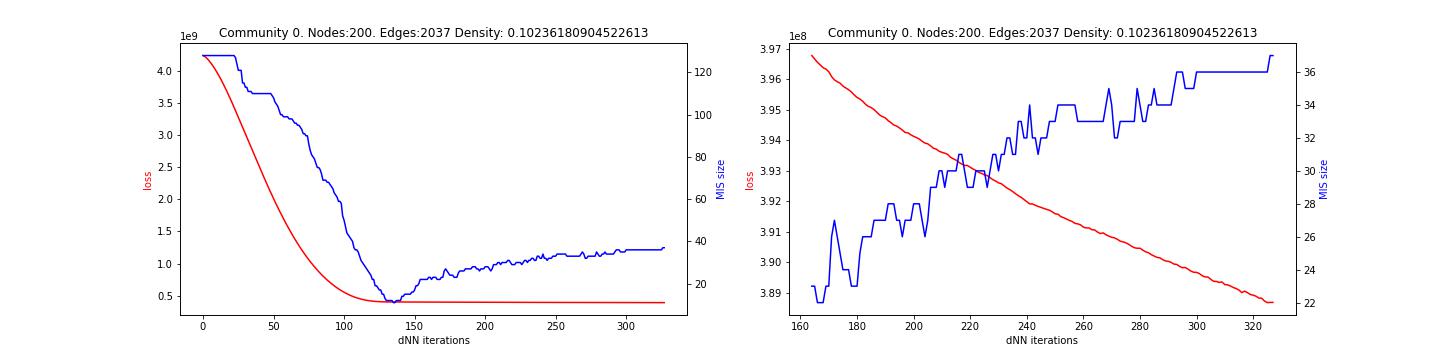 Community 0. Nodes:200. Edges:2037 Density: 0.10236180904522613
1e9
4.0
3.5
3.0
2.5
2.0
1.5
1.0
0.5
loss
120
100
80
60
40
20
MIS size
0 50 100 150 200 250 300
dNN iterations
Community 0. Nodes:200. Edges:2037 Density: 0.10236180904522613
1e8
3.97
3.96
3.95
3.94
3.93
3.92
3.91
3.90
3.89
loss
36
34
32
30
28
26
24
22
MIS size
160 180 200 220 240 260 280 300 320
dNN iterations